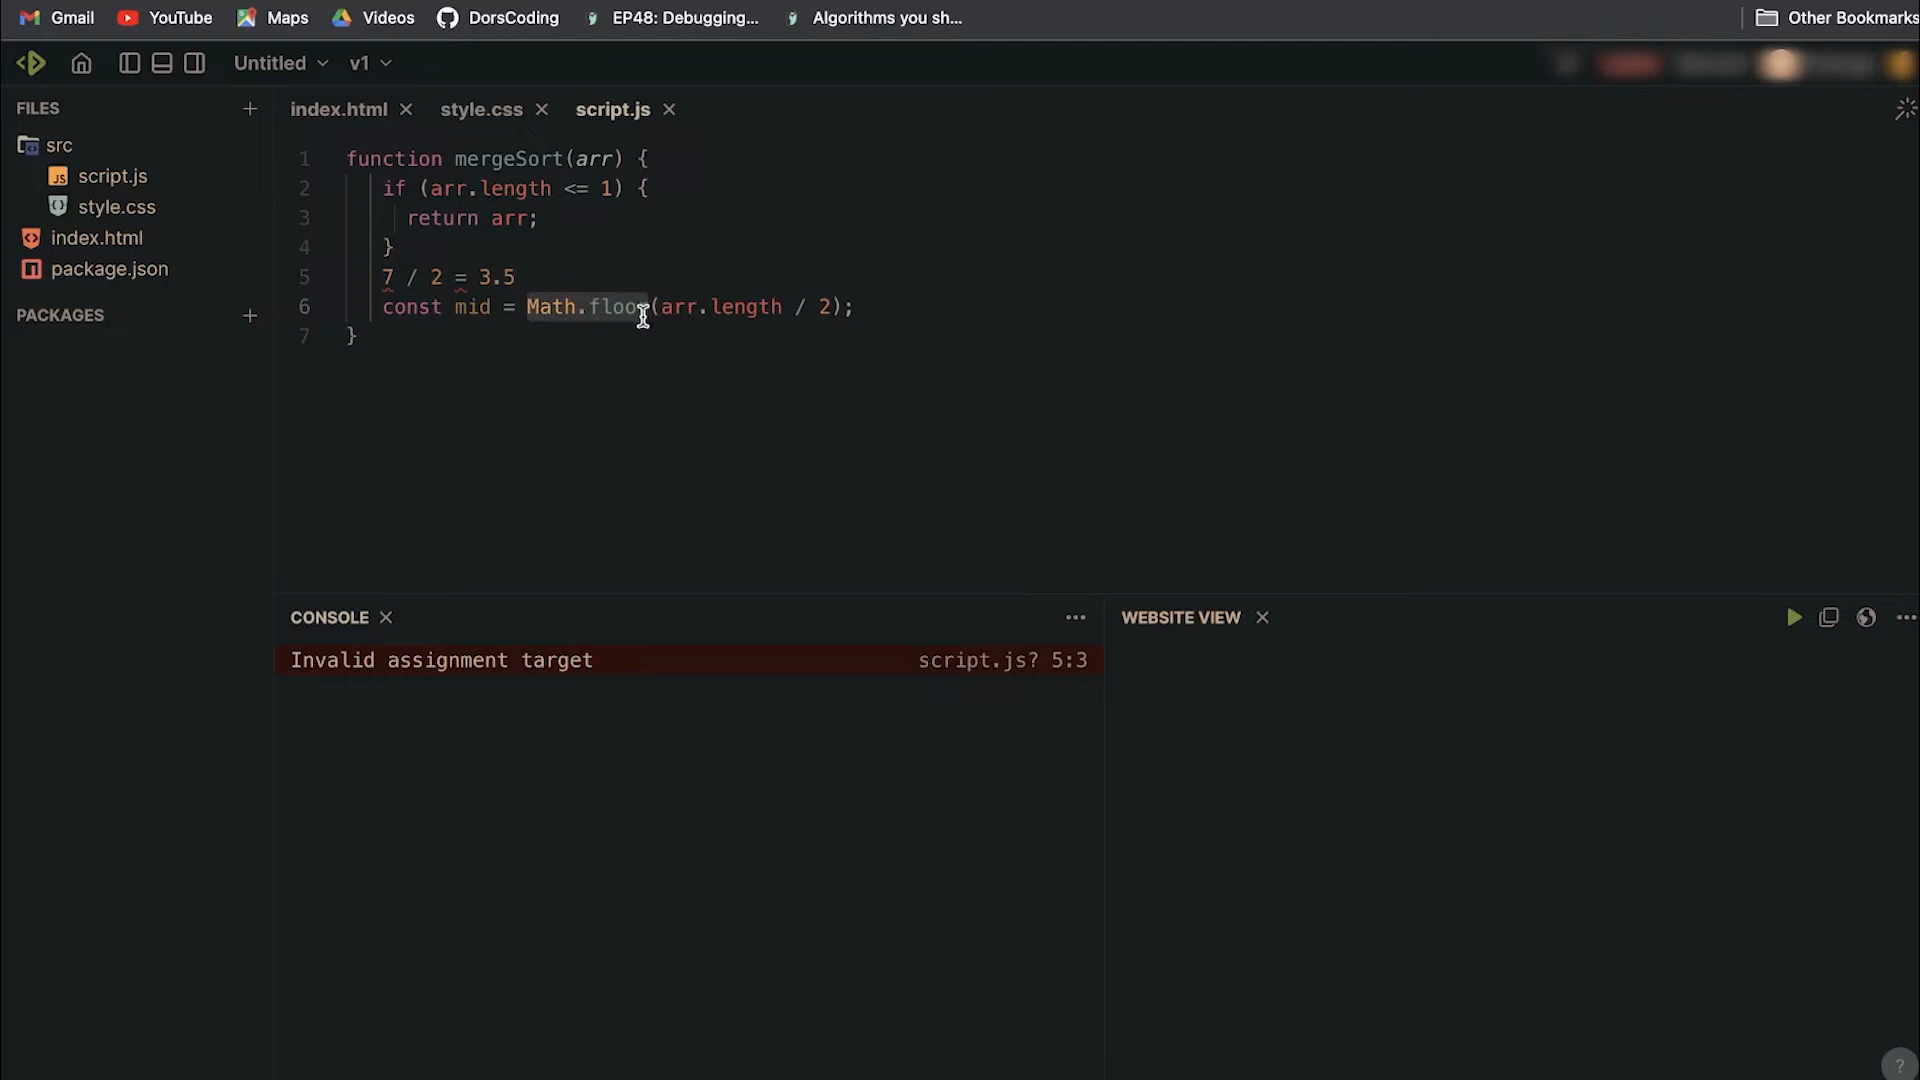 Gmail YouTube Maps Videos DorsCoding EP48: Debugging... Algorithms you sh... Other Bookmarks
Untitled v1
FILES
src
script.js
style.css
index.html
package.json
PACKAGES
index.html style.css script.js
1 function mergeSort(arr) {
2 if (arr.length <= 1) {
3 return arr;
4 }
5 7 / 2 = 3.5
6 const mid = Math.floor(arr.length / 2);
7 }
CONSOLE
Invalid assignment target script.js? 5:3
WEBSITE VIEW
?